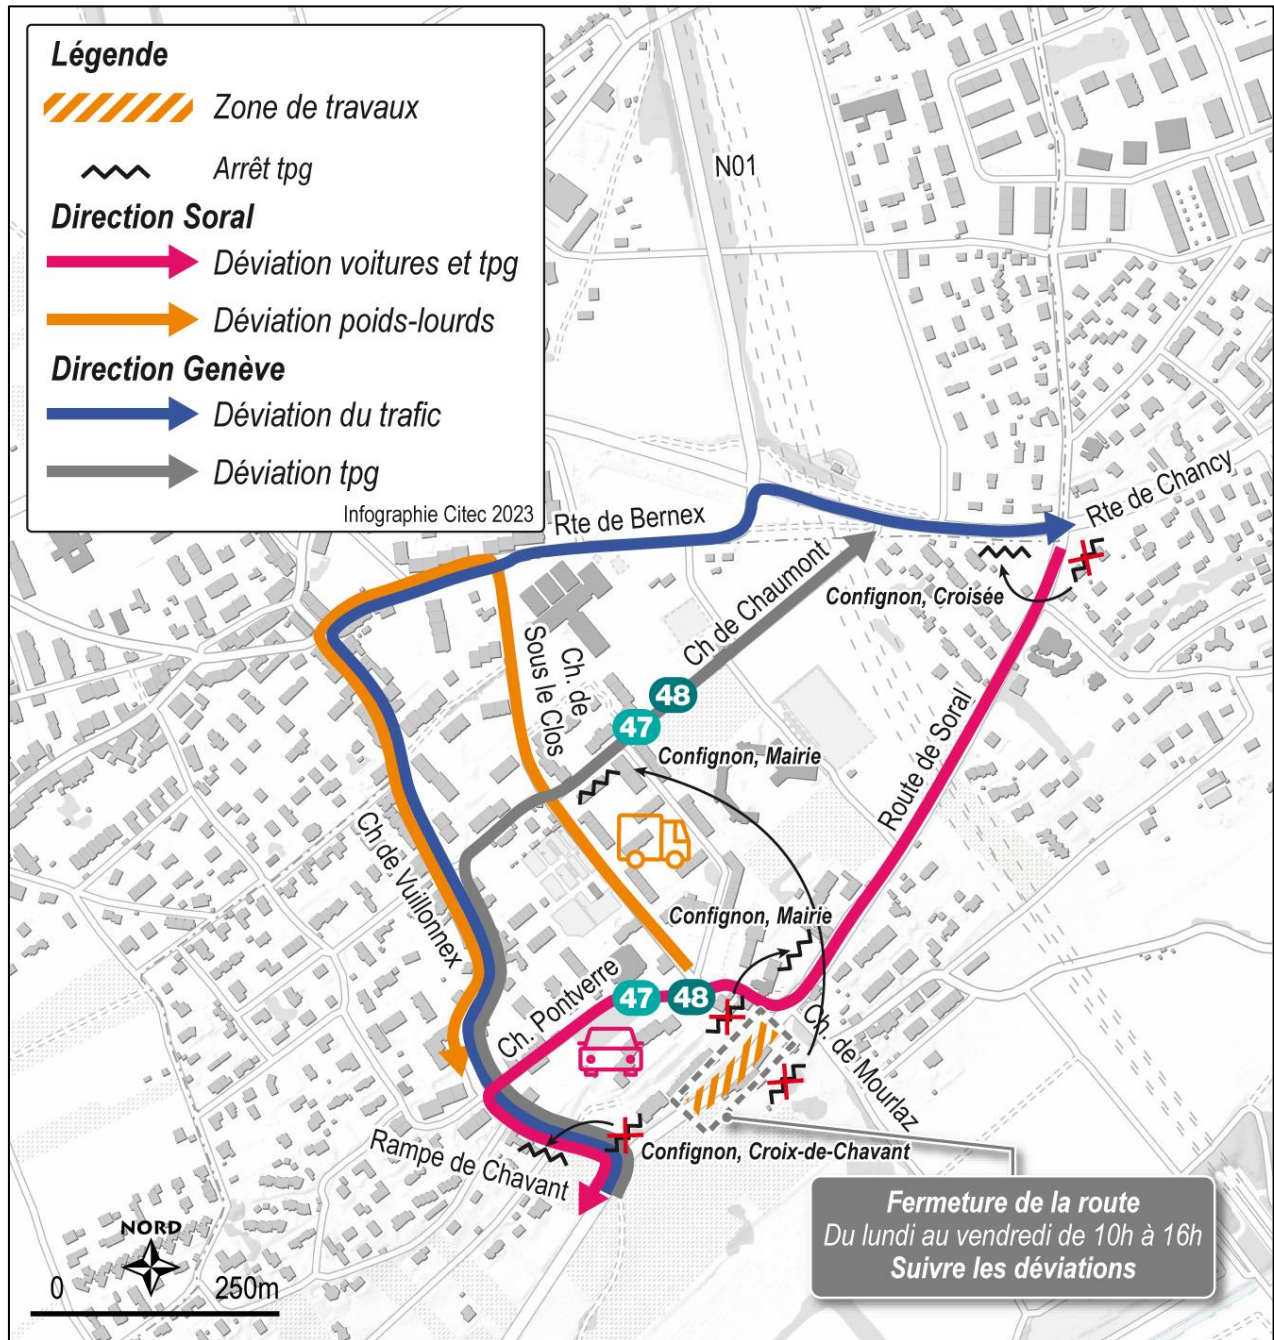 Légende
Zone de travaux
Arrêt tpg
Direction Soral
Déviation voitures et tpg
Déviation poids-lourds
Direction Genève
Déviation du trafic
Déviation tpg
Infographie Citec 2023
N01
Rte de Bernex
Rte de Chancy
Ch de Chaumont
Confignon, Croisée
Ch. de
Sous le Clos
48
47
Confignon, Mairie
Route de Soral
Ch de Vuillonnex
Confignon, Mairie
Ch. Pontverre
47
48
Ch. de Mourlaz
Rampe de Chavant
Confignon, Croix-de-Chavant
Fermeture de la route
Du lundi au vendredi de 10h à 16h
Suivre les déviations
NORD
0 250m